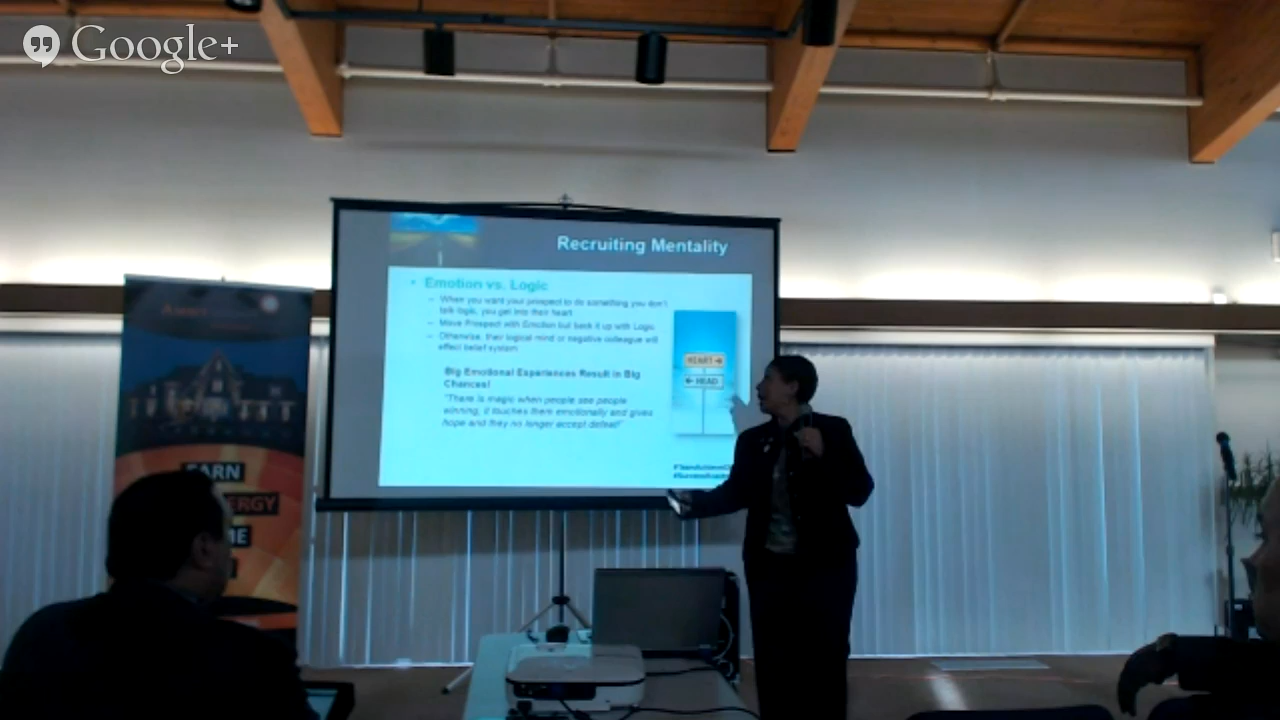 Google+
Recruiting Mentality
• Emotion vs. Logic
– When you want your prospect to do something you don't
talk logic, you get into their heart
– Move Prospect with Emotion but back it up with Logic
– Otherwise, their logical mind or negative colleague will
effect belief system
Big Emotional Experiences Result in Big
Chances!
"There is magic when people see people
winning, it touches them emotionally and gives
hope and they no longer accept defeat!"
HEART →
← HEAD
EARN